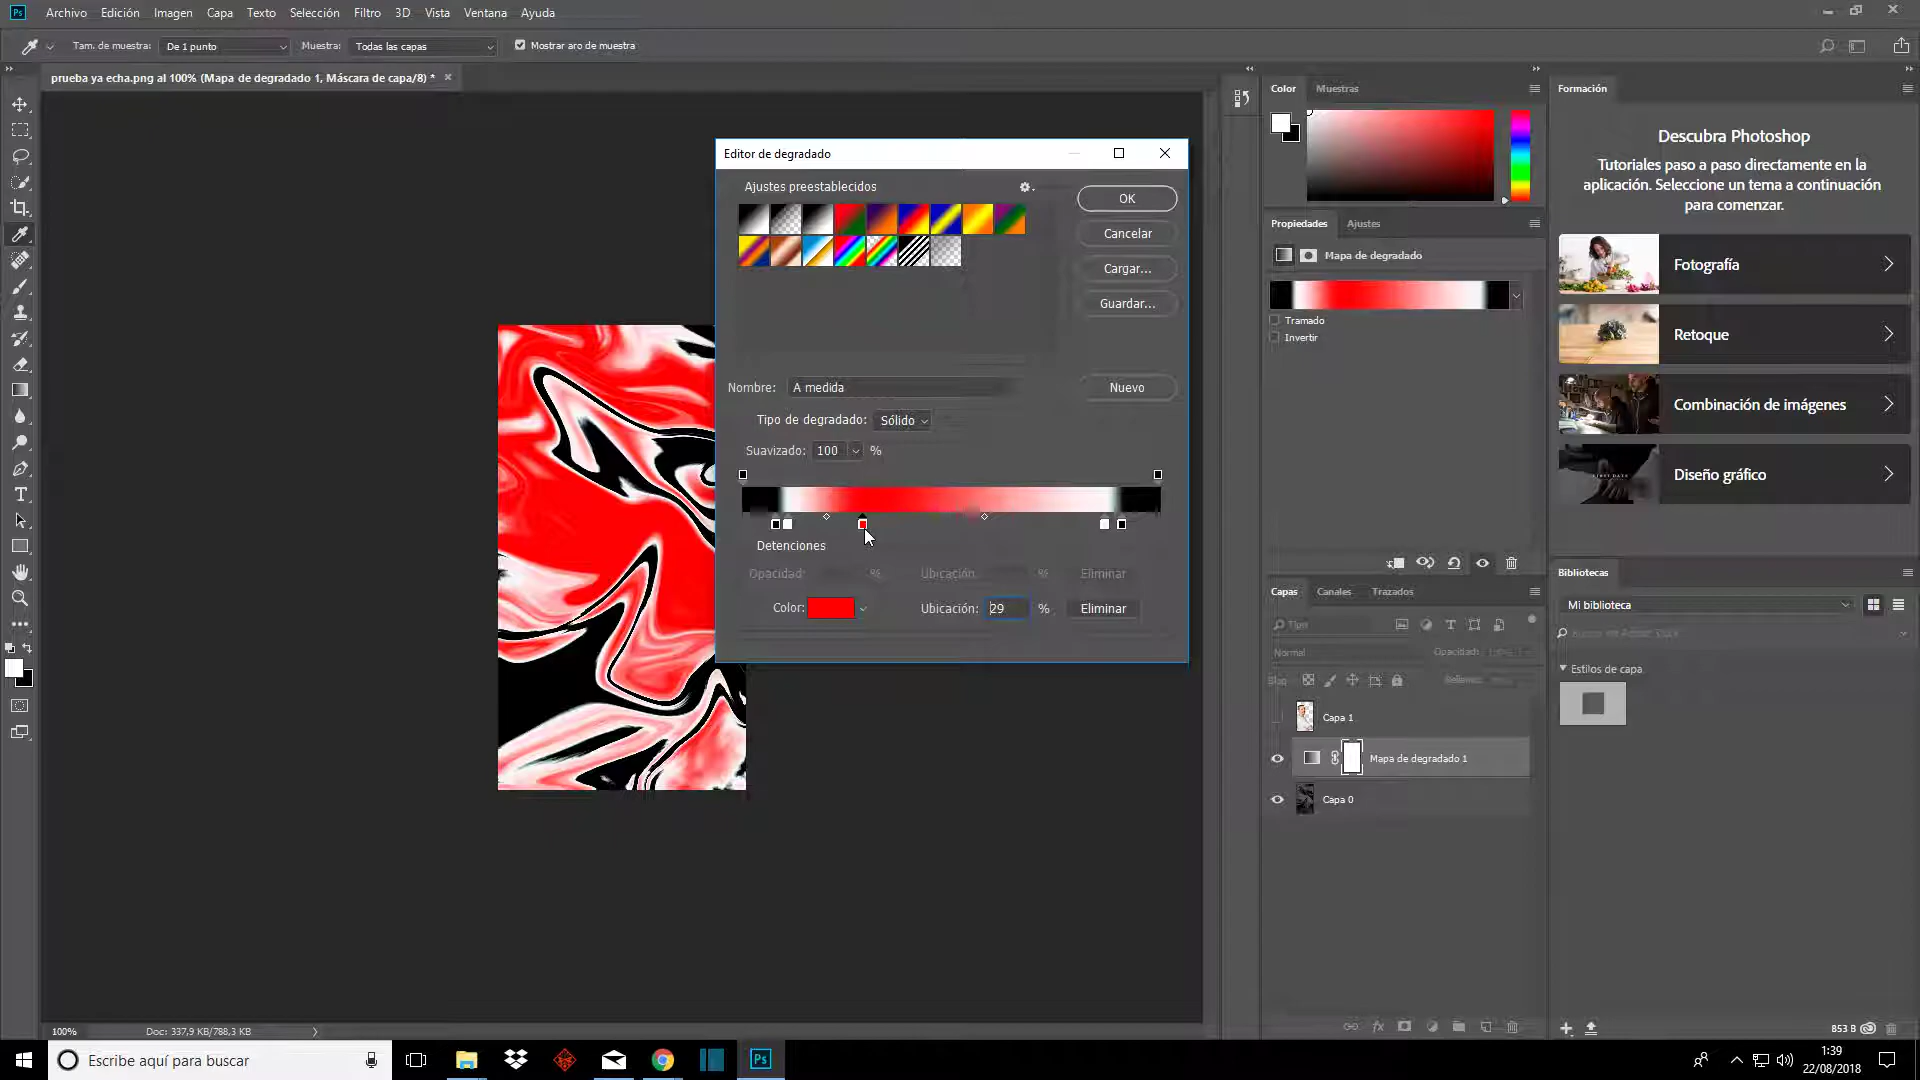 Ps Archivo Edición Imagen Capa Texto Selección Filtro 3D Vista Ventana Ayuda
Tam. de muestra: De 1 punto Muestra: Todas las capas Mostrar aro de muestra
prueba ya echa.png al 100% (Mapa de degradado 1, Máscara de capa/8) *
Editor de degradado
Ajustes preestablecidos
OK
Cancelar
Cargar...
Guardar...
Nombre: A medida
Nuevo
Tipo de degradado: Sólido
Suavizado: 100 %
Detenciones
Opacidad: % Ubicación: % Eliminar
Color: Ubicación: 29 % Eliminar
100% Doc: 337,9 KB/788,3 KB
Color Muestras
Propiedades Ajustes
Mapa de degradado
Tramado
Invertir
Capas Canales Trazados
Tipo
Normal Opacidad:
Relleno:
Capa 1
Mapa de degradado 1
Capa 0
fx
Formación
Descubra Photoshop
Tutoriales paso a paso directamente en la
aplicación. Seleccione un tema a continuación
para comenzar.
Fotografía
Retoque
Combinación de imágenes
Diseño gráfico
Bibliotecas
Mi biblioteca
Estilos de capa
853 B
Escribe aquí para buscar
Ps
1:39
22/08/2018